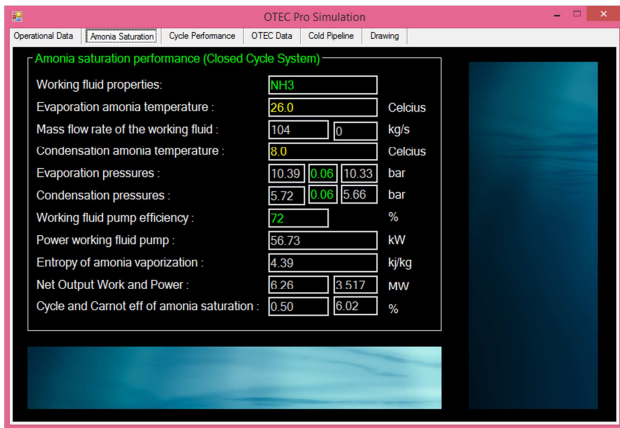 OTEC Pro Simulation
Operational Data Amonia Saturation Cycle Performance OTEC Data Cold Pipeline Drawing
Amonia saturation performance (Closed Cycle System)
Working fluid properties: NH3
Evaporation amonia temperature : 26.0 Celcius
Mass flow rate of the working fluid : 104 0 kg/s
Condensation amonia temperature : 8.0 Celcius
Evaporation pressures : 10.39 0.06 10.33 bar
Condensation pressures : 5.72 0.06 5.66 bar
Working fluid pump efficiency : 72 %
Power working fluid pump : 56.73 kW
Entropy of amonia vaporization : 4.39 kj/kg
Net Output Work and Power : 6.26 3.517 MW
Cycle and Carnot eff of amonia saturation : 0.50 6.02 %